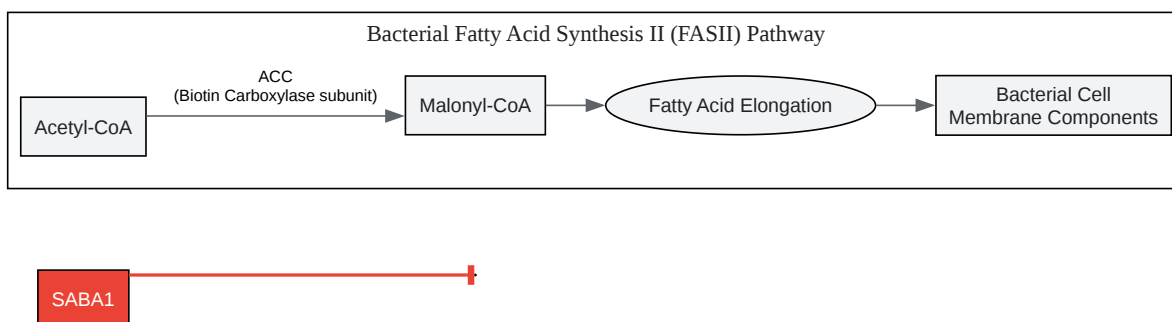 Bacterial Fatty Acid Synthesis II (FASII) Pathway
ACC
(Biotin Carboxylase subunit)
Acetyl-CoA
Malonyl-CoA
Fatty Acid Elongation
Bacterial Cell
Membrane Components
SABA1